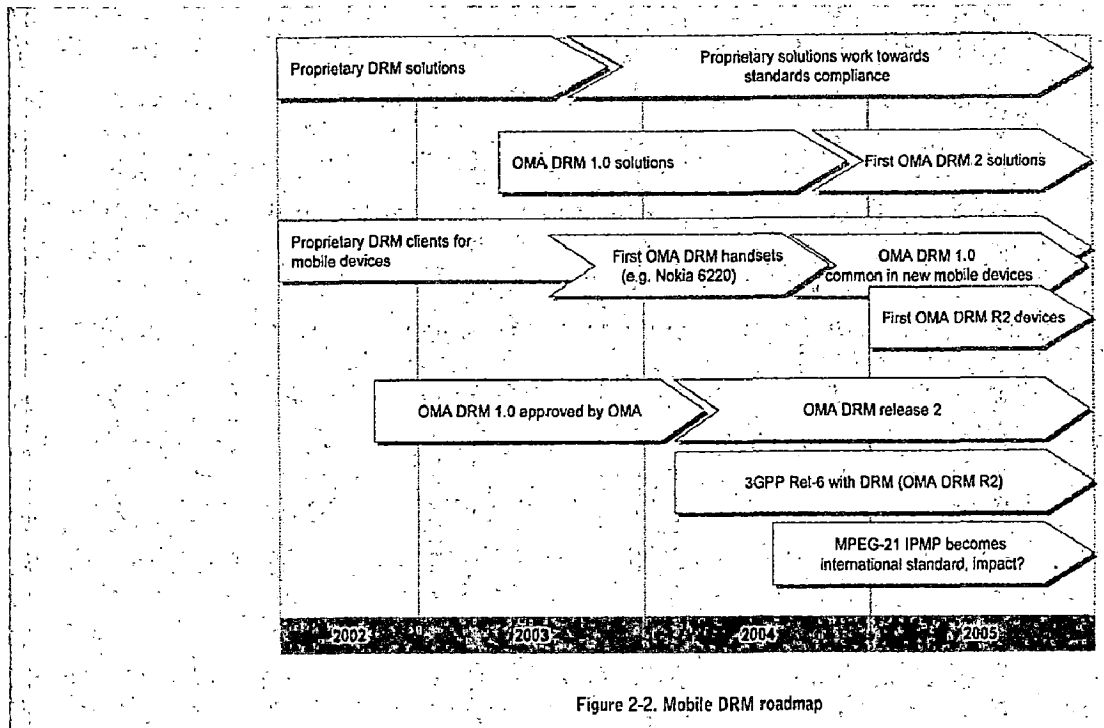 Proprietary DRM solutions
Proprietary solutions work towards
standards compliance
OMA DRM 1.0 solutions
First OMA DRM 2 solutions
Proprietary DRM clients for
mobile devices
First OMA DRM handsets
(e.g. Nokia 6220)
OMA DRM 1.0
common in new mobile devices
First OMA DRM R2 devices
OMA DRM 1.0 approved by OMA
OMA DRM release 2
3GPP Rel-6 with DRM (OMA DRM R2)
MPEG-21 IPMP becomes
international standard, impact?
2002 2003 2004 2005
Figure 2-2. Mobile DRM roadmap